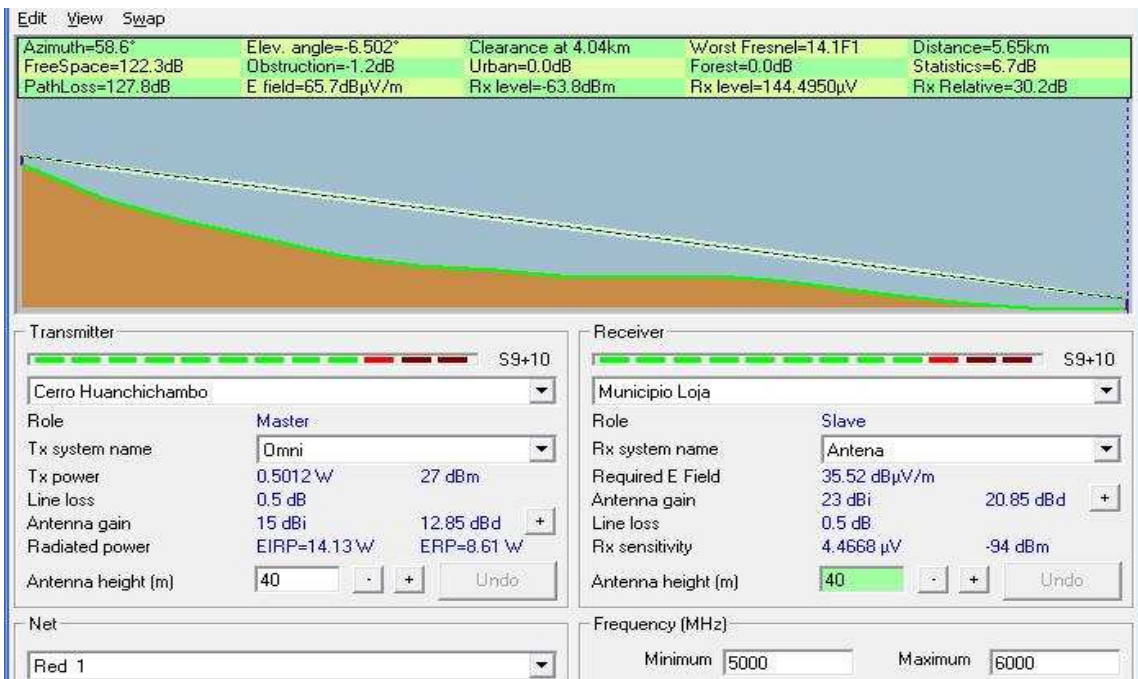 Edit View Swap
Azimuth=58.6° Elev. angle=-6.502° Clearance at 4.04km Worst Fresnel=14.1F1 Distance=5.65km
FreeSpace=122.3dB Obstruction=-1.2dB Urban=0.0dB Forest=0.0dB Statistics=6.7dB
PathLoss=127.8dB E field=65.7dBµV/m Rx level=-63.8dBm Rx level=144.4950µV Rx Relative=30.2dB
Transmitter
S9+10
Cerro Huanchichambo
Role Master
Tx system name Omni
Tx power 0.5012 W 27 dBm
Line loss 0.5 dB
Antenna gain 15 dBi 12.85 dBd +
Radiated power EIRP=14.13 W ERP=8.61 W
Antenna height (m) 40 - + Undo
Receiver
S9+10
Municipio Loja
Role Slave
Rx system name Antena
Required E Field 35.52 dBµV/m
Antenna gain 23 dBi 20.85 dBd +
Line loss 0.5 dB
Rx sensitivity 4.4668 µV -94 dBm
Antenna height (m) 40 - + Undo
Net
Red 1
Frequency (MHz)
Minimum 5000 Maximum 6000